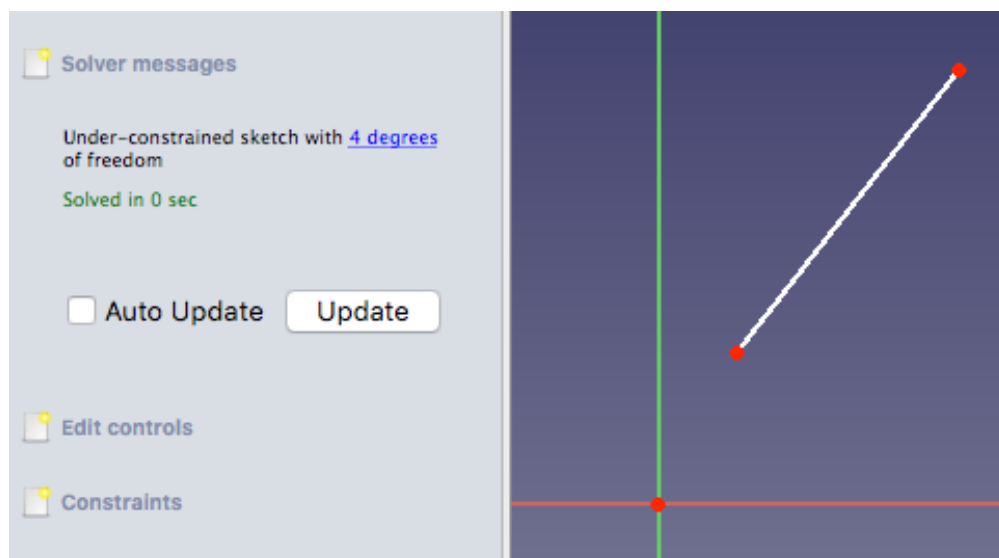 Solver messages
Under-constrained sketch with 4 degrees
of freedom
Solved in 0 sec
Auto Update Update
Edit controls
Constraints